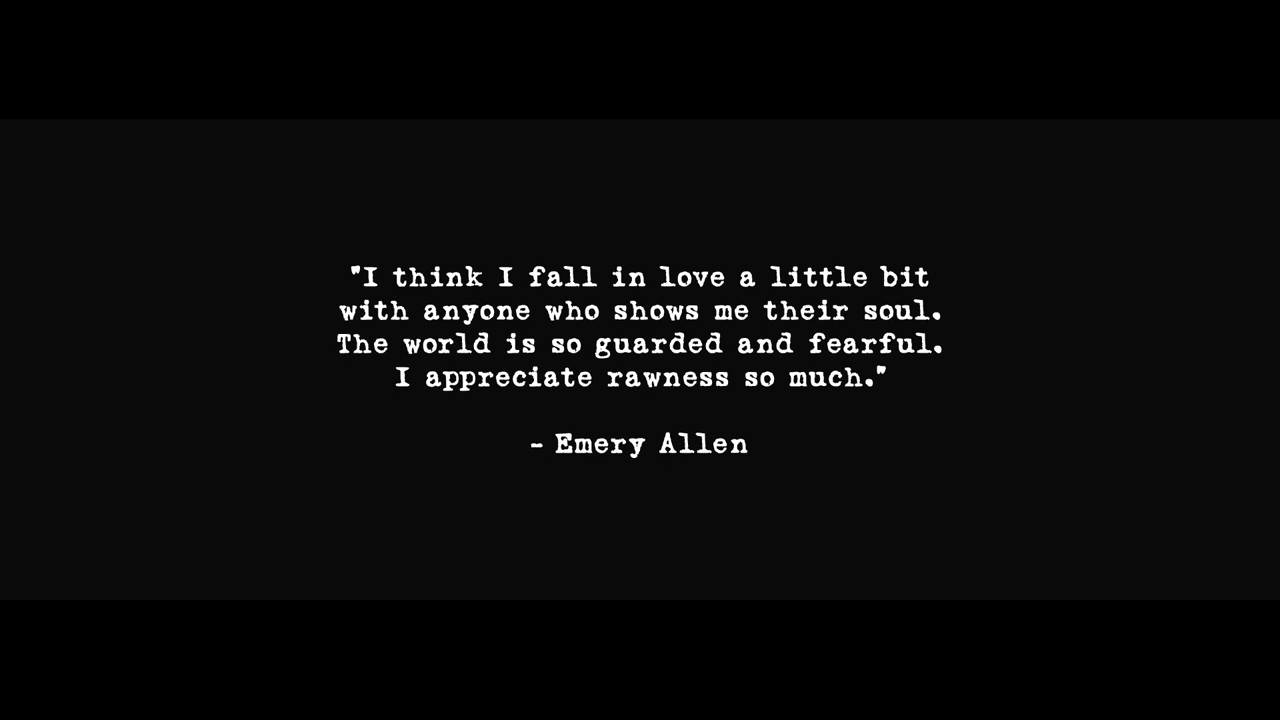 "I think I fall in love a little bit
with anyone who shows me their soul.
The world is so guarded and fearful.
I appreciate rawness so much."
- Emery Allen